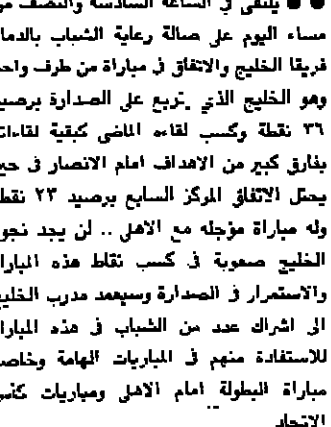 يلتقي في الساعة السادسة والنصف من
مساء اليوم على صالة رعاية الشباب بالدمام
فريقا الخليج والاتفاق في مباراة من طرف واحد
وهو الخليج الذي يتربع على الصدارة برصيد
٣٦ نقطة وكسب لقاءه الماضي كبقية لقاءاته
بفارق كبير من الاهداف امام الانصار في حين
يحتل الاتفاق المركز السابع برصيد ٢٣ نقطة
وله مباراة مؤجله مع الاهلي .. لن يجد نجوم
الخليج صعوبة في كسب نقاط هذه المباراة
والاستمرار في الصدارة وسيعمد مدرب الخليج
الى اشراك عدد من الشباب في هذه المباراة
للاستفادة منهم في المباريات الهامة وخاصة
مباراة البطولة امام الاهلي ومباريات كأس
الاتحاد